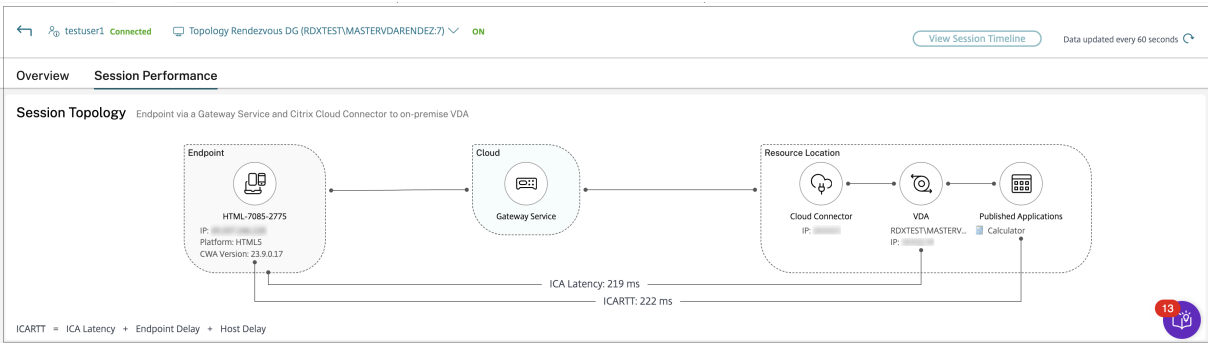 testuser1 Connected Topology Rendezvous DG (RDXTEST\MASTERVDARENDEZ:7) ON
View Session Timeline Data updated every 60 seconds
Overview Session Performance
Session Topology Endpoint via a Gateway Service and Citrix Cloud Connector to on-premise VDA
Endpoint Cloud Resource Location
HTML-7085-2775 Gateway Service Cloud Connector VDA Published Applications
IP: IP: RDXTEST\MASTERV... Calculator
Platform: HTML5 IP:
CWA Version: 23.9.0.17
ICA Latency: 219 ms
ICARTT: 222 ms
13
ICARTT = ICA Latency + Endpoint Delay + Host Delay